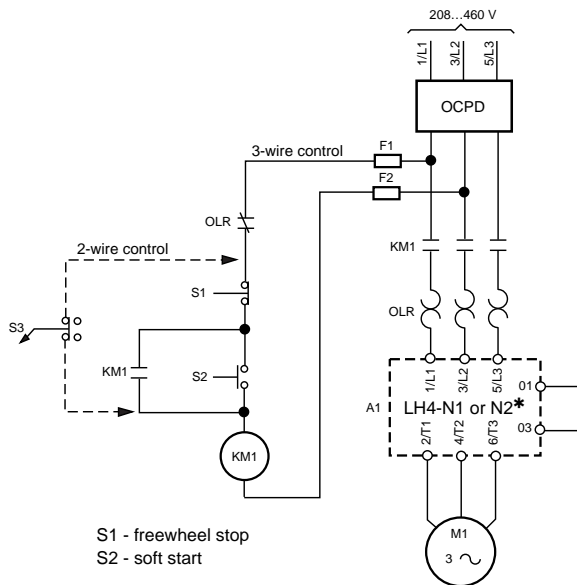 208...460 V
1/L1 3/L2 5/L3
OCPD
3-wire control
F1
F2
OLR
2-wire control
KM1
S1
OLR
S3
KM1
S2
1/L1 3/L2 5/L3
A1
LH4-N1 or N2*
01
03
2/T1 4/T2 6/T3
KM1
M1
3
S1 - freewheel stop
S2 - soft start